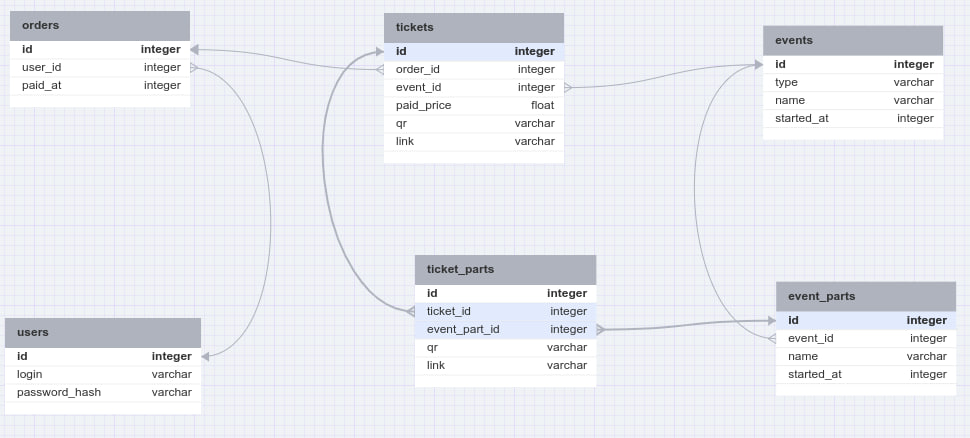 orders
id integer
user_id integer
paid_at integer
tickets
id integer
order_id integer
event_id integer
paid_price float
qr varchar
link varchar
events
id integer
type varchar
name varchar
started_at integer
ticket_parts
id integer
ticket_id integer
event_part_id integer
qr varchar
link varchar
event_parts
id integer
event_id integer
name varchar
started_at integer
users
id integer
login varchar
password_hash varchar